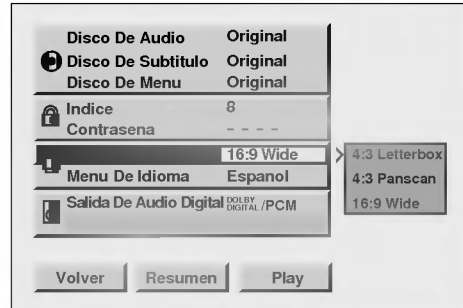 Disco De Audio Original
Disco De Subtitulo Original
Disco De Menu Original
Indice 8
Contrasena - - - -
16:9 Wide
Menu De Idioma Espanol
Salida De Audio Digital DOLBY DIGITAL /PCM
4:3 Letterbox
4:3 Panscan
16:9 Wide
Volver Resumen Play